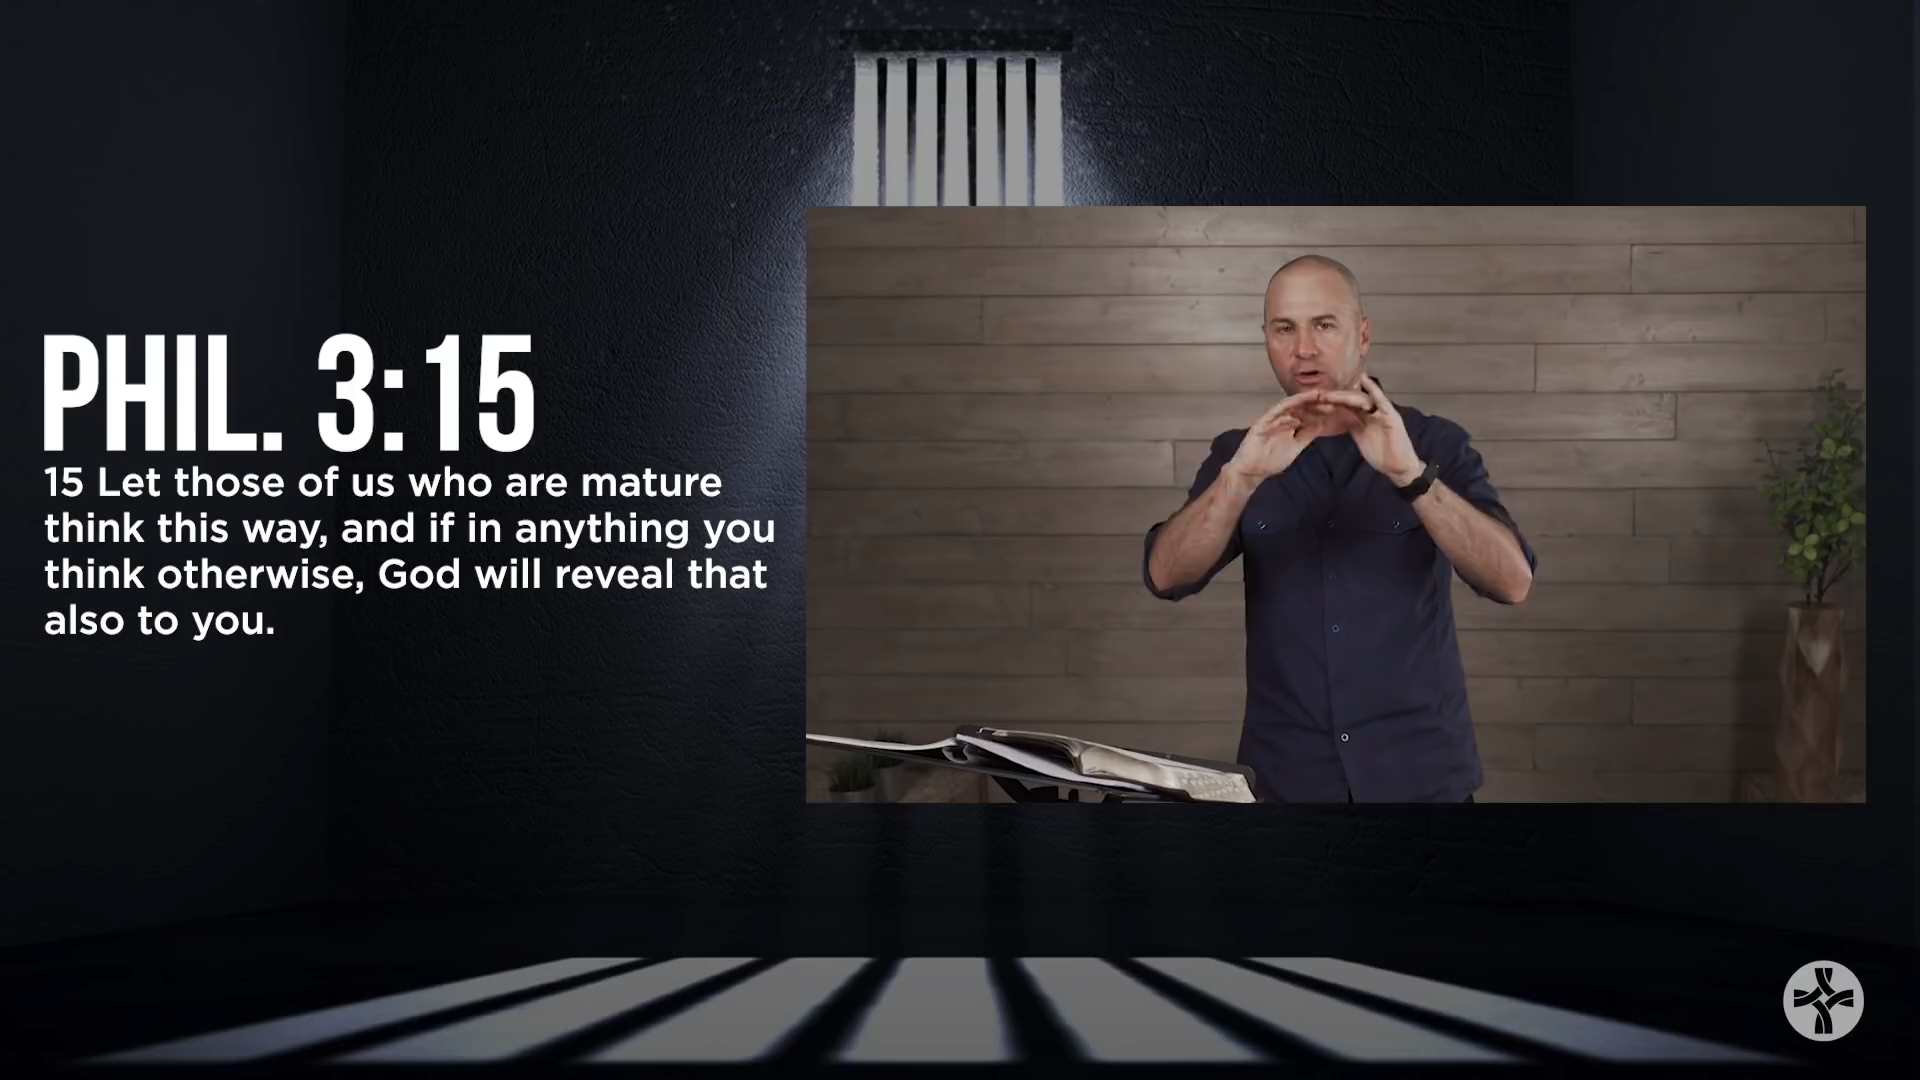 PHIL. 3:15
15 Let those of us who are mature
think this way, and if in anything you
think otherwise, God will reveal that
also to you.